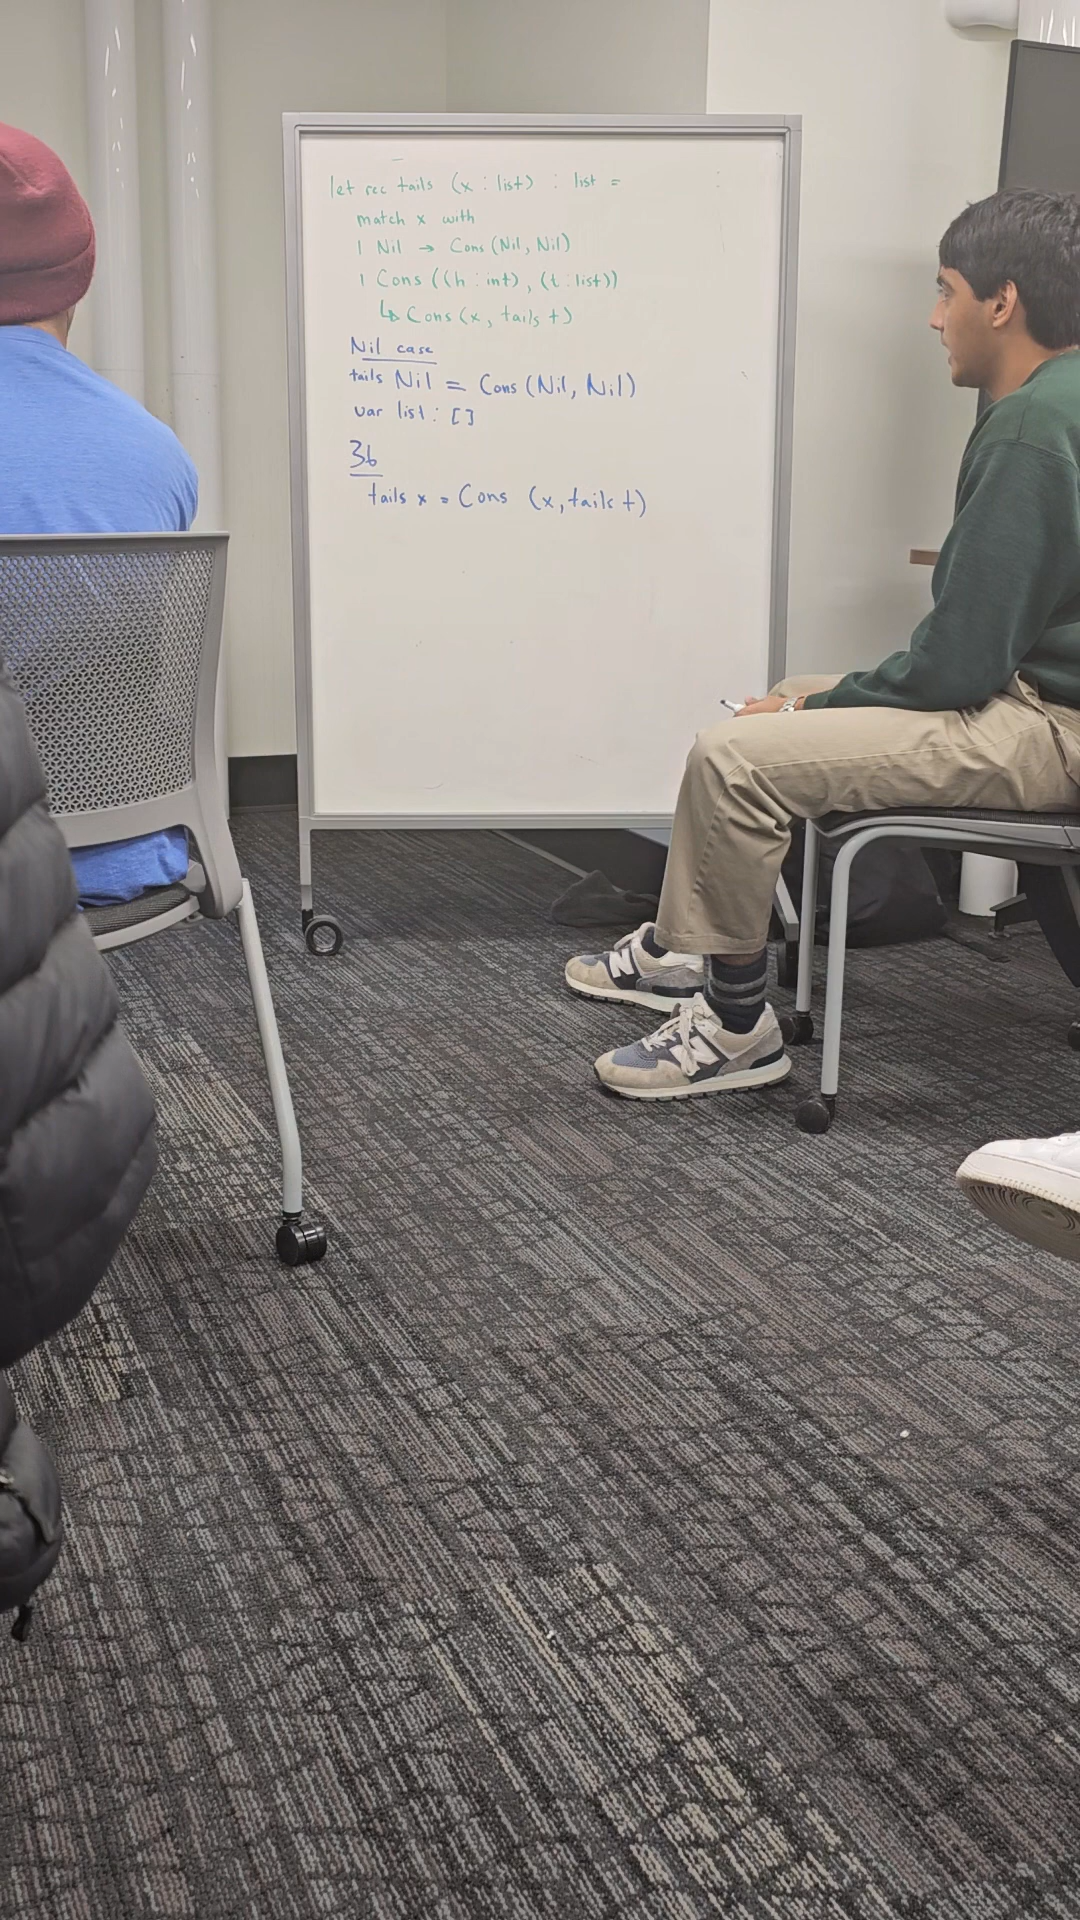 let rec tails (x : list) : list =
match x with
| Nil → Cons (Nil, Nil)
| Cons ((h : int), (t : list))
↳ Cons (x, tails t)
Nil case
tails Nil = Cons (Nil, Nil)
var list : []
3b
tails x = Cons (x, tails t)